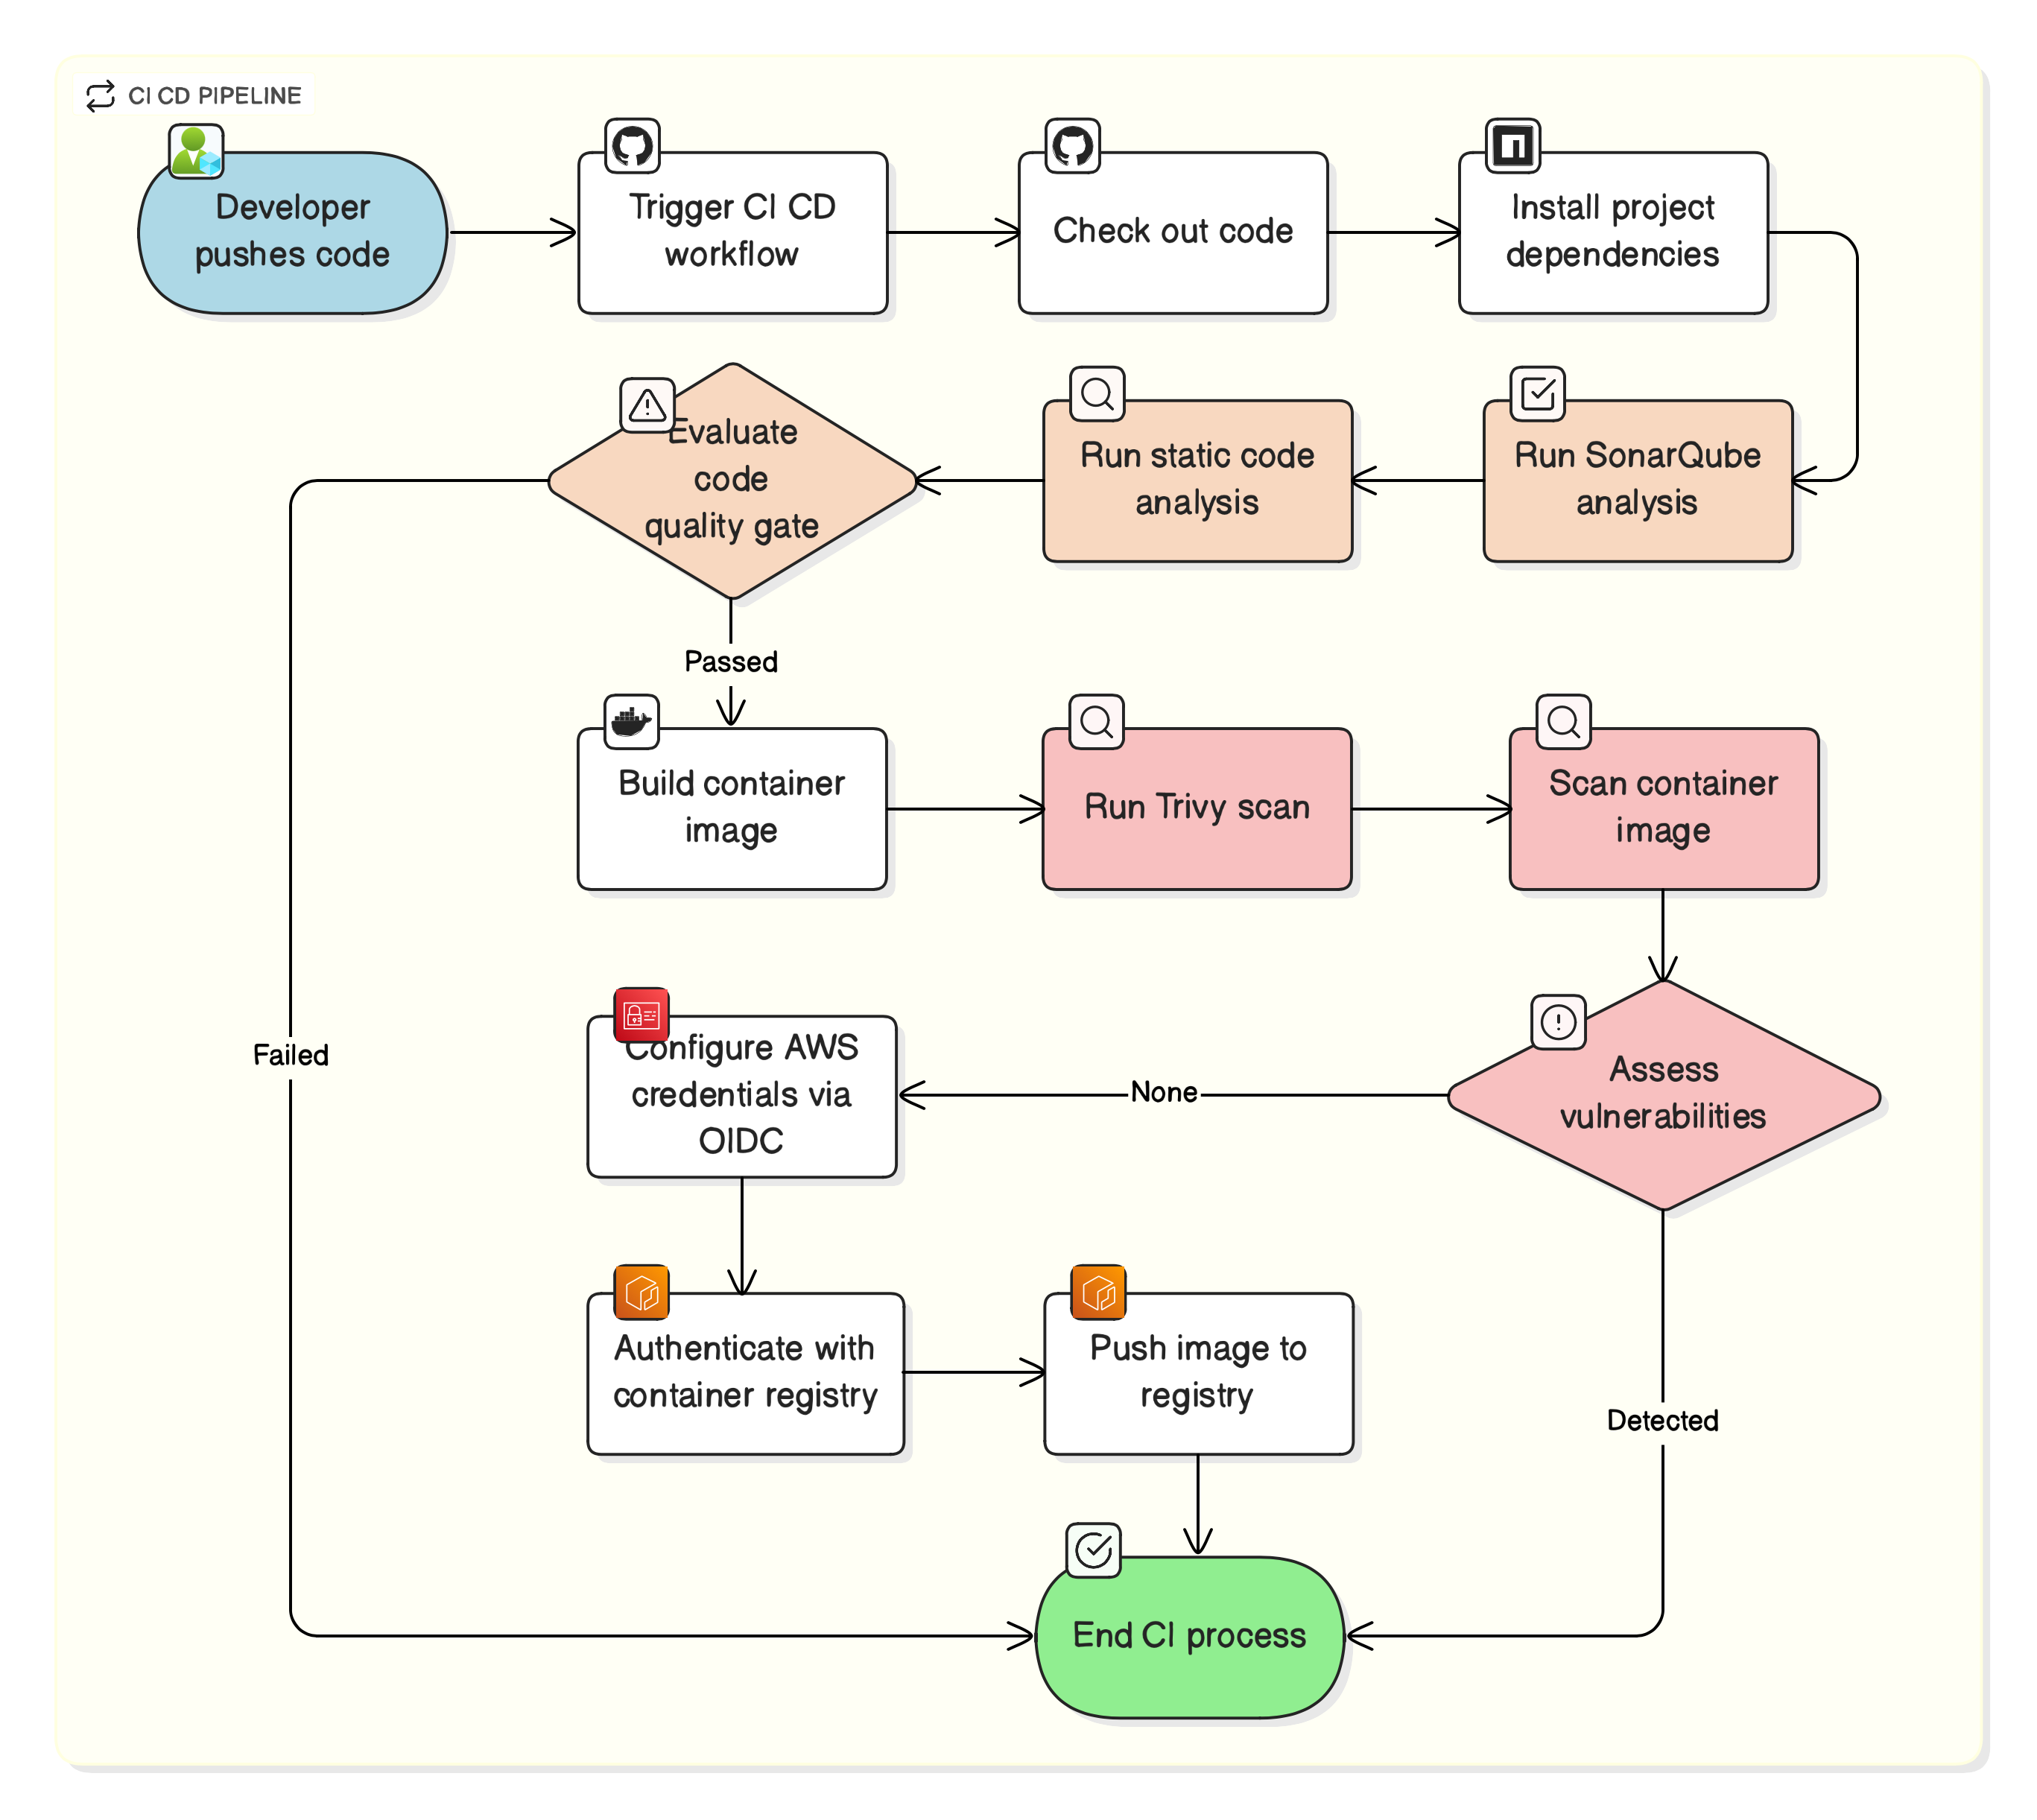 CI CD PIPELINE
Developer
pushes code
Trigger CI CD
workflow
Check out code
Install project
dependencies
Evaluate
code
quality gate
Run static code
analysis
Run SonarQube
analysis
Passed
Build container
image
Run Trivy scan
Scan container
image
Failed
Configure AWS
credentials via
OIDC
None
Assess
vulnerabilities
Authenticate with
container registry
Push image to
registry
Detected
End CI process